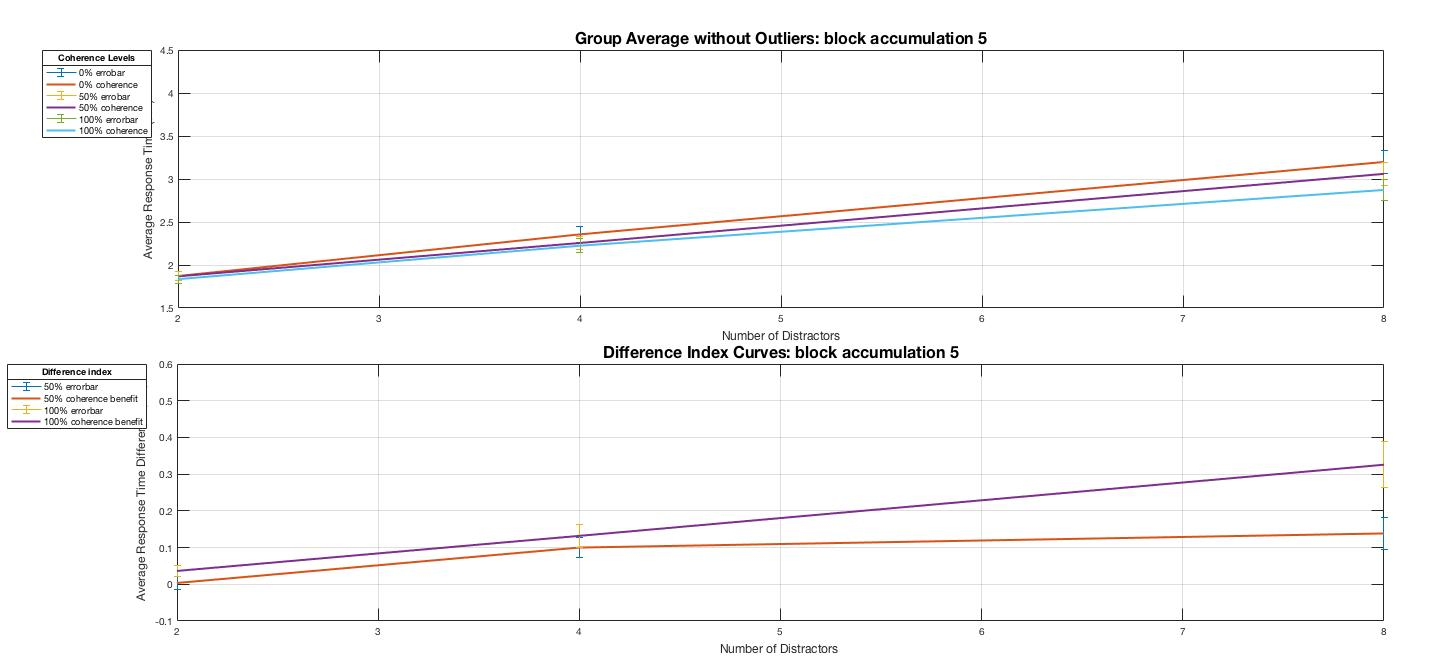 Group Average without Outliers: block accumulation 5
Coherence Levels
0% errobar
0% coherence
50% errobar
50% coherence
100% errorbar
100% coherence
Average Response
4.5
4
3.5
3
2.5
2
1.5
2
3
4
5
6
7
8
Number of Distractors
Difference Index Curves: block accumulation 5
Difference index
50% errorbar
50% coherence benefit
100% errorbar
100% coherence benefit
Average Response Time
0.6
0.5
0.4
0.3
0.2
0.1
0
-0.1
2
3
4
5
6
7
8
Number of Distractors